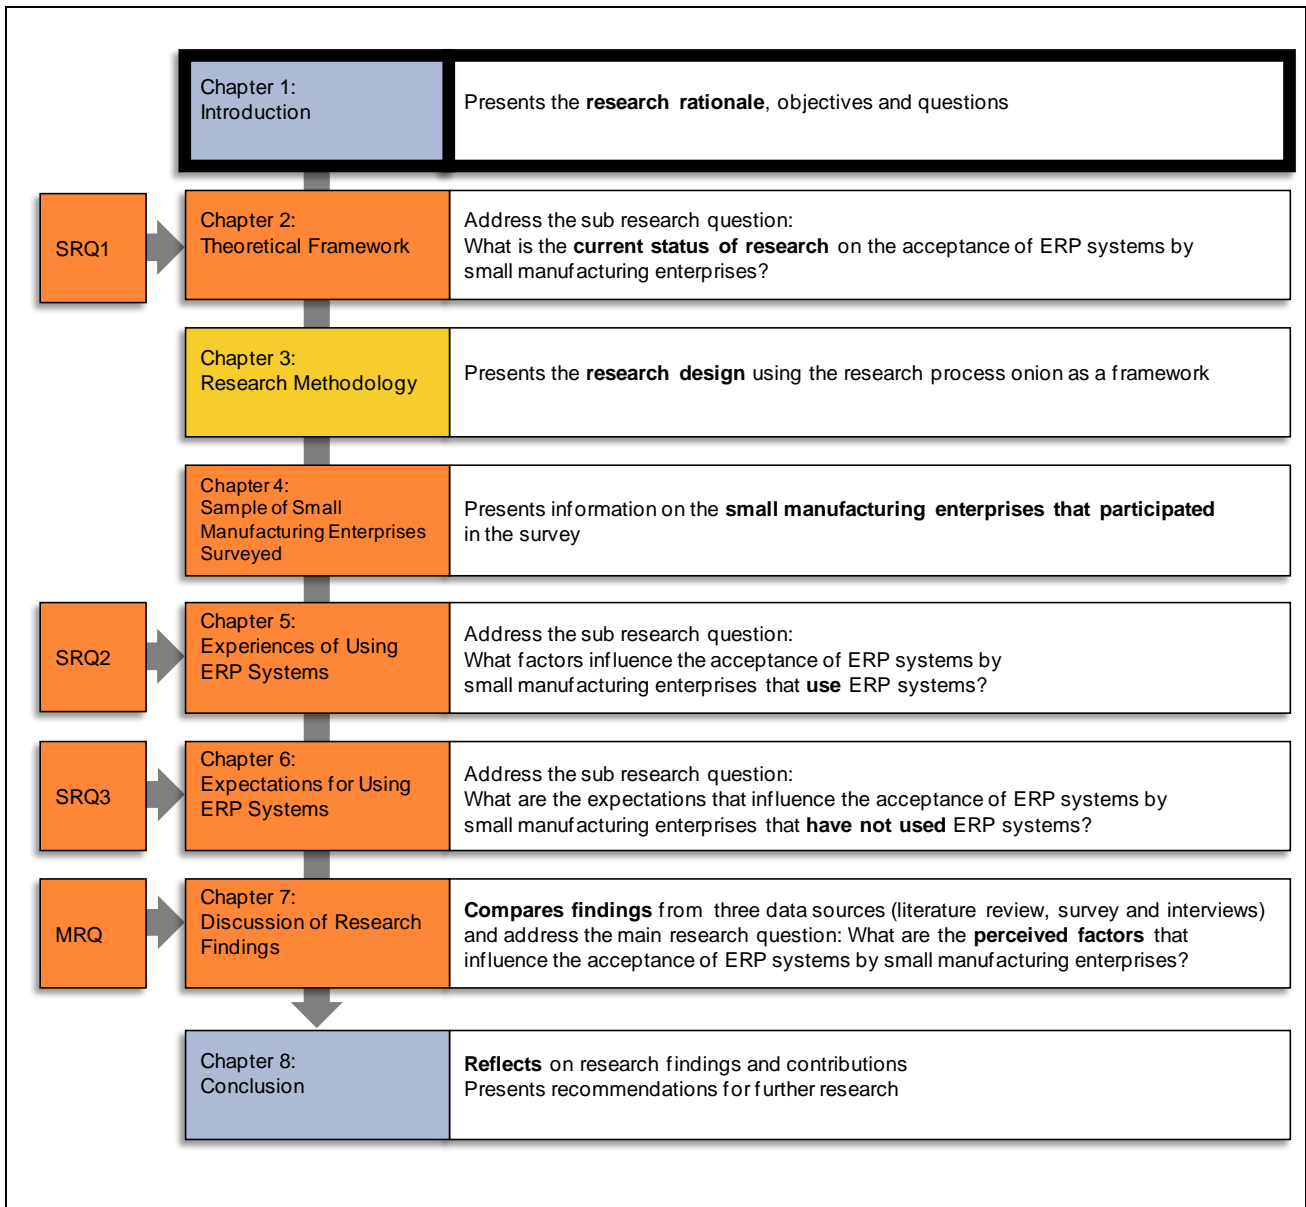 Chapter 1:
Introduction
Presents the research rationale, objectives and questions
SRQ1
Chapter 2:
Theoretical Framework
Address the sub research question:
What is the current status of research on the acceptance of ERP systems by
small manufacturing enterprises?
Chapter 3:
Research Methodology
Presents the research design using the research process onion as a framework
Chapter 4:
Sample of Small
Manufacturing Enterprises
Surveyed
Presents information on the small manufacturing enterprises that participated
in the survey
SRQ2
Chapter 5:
Experiences of Using
ERP Systems
Address the sub research question:
What factors influence the acceptance of ERP systems by
small manufacturing enterprises that use ERP systems?
SRQ3
Chapter 6:
Expectations for Using
ERP Systems
Address the sub research question:
What are the expectations that influence the acceptance of ERP systems by
small manufacturing enterprises that have not used ERP systems?
MRQ
Chapter 7:
Discussion of Research
Findings
Compares findings from three data sources (literature review, survey and interviews)
and address the main research question: What are the perceived factors that
influence the acceptance of ERP systems by small manufacturing enterprises?
Chapter 8:
Conclusion
Reflects on research findings and contributions
Presents recommendations for further research